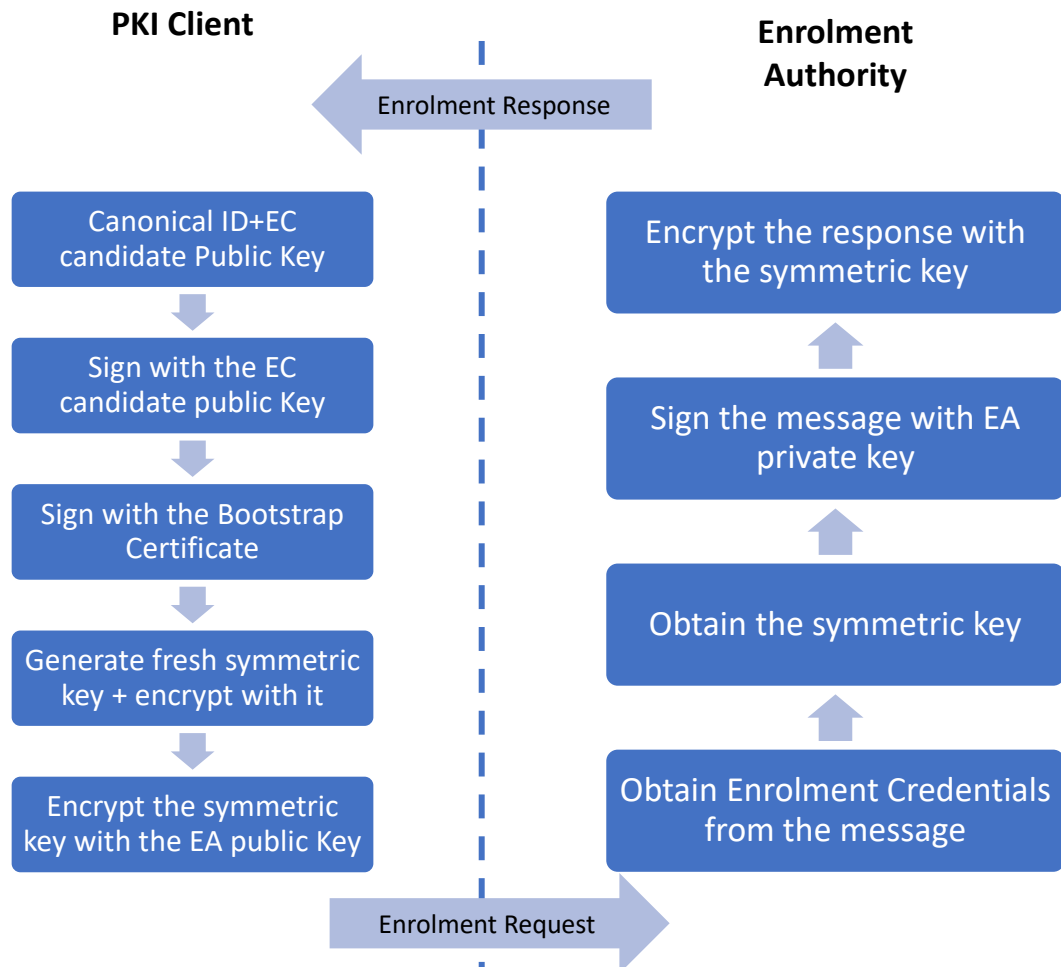 PKI Client
Enrolment
Authority
Enrolment Response
Canonical ID+EC
candidate Public Key
Sign with the EC
candidate public Key
Sign with the Bootstrap
Certificate
Generate fresh symmetric
key + encrypt with it
Encrypt the symmetric
key with the EA public Key
Encrypt the response with
the symmetric key
Sign the message with EA
private key
Obtain the symmetric key
Obtain Enrolment Credentials
from the message
Enrolment Request